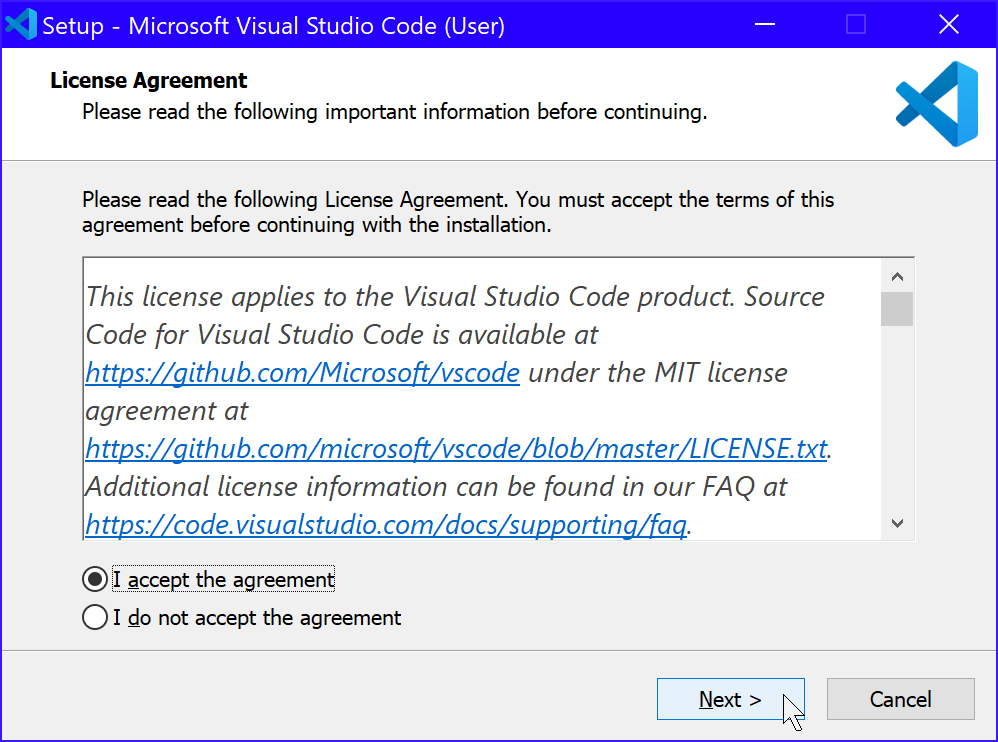 Setup - Microsoft Visual Studio Code (User)
License Agreement
Please read the following important information before continuing.
Please read the following License Agreement. You must accept the terms of this
agreement before continuing with the installation.
This license applies to the Visual Studio Code product. Source
Code for Visual Studio Code is available at
https://github.com/Microsoft/vscode under the MIT license
agreement at
https://github.com/microsoft/vscode/blob/master/LICENSE.txt.
Additional license information can be found in our FAQ at
https://code.visualstudio.com/docs/supporting/faq.
I accept the agreement
I do not accept the agreement
Next >
Cancel